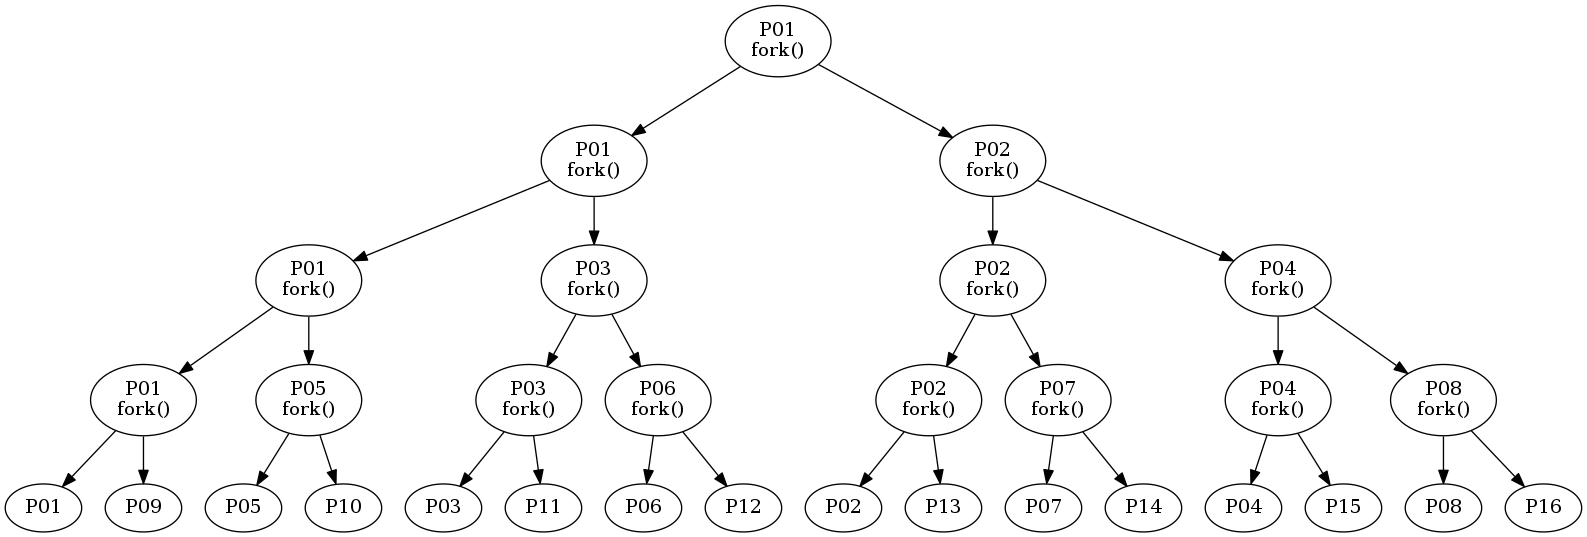 P01
fork()
P01
fork()
P02
fork()
P01
fork()
P03
fork()
P02
fork()
P04
fork()
P01
fork()
P05
fork()
P03
fork()
P06
fork()
P02
fork()
P07
fork()
P04
fork()
P08
fork()
P01
P09
P05
P10
P03
P11
P06
P12
P02
P13
P07
P14
P04
P15
P08
P16